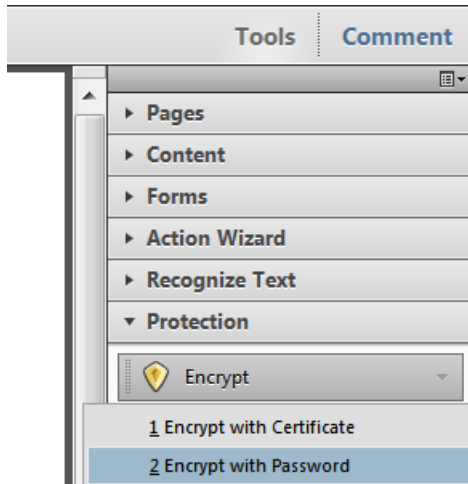 Tools Comment
Pages
Content
Forms
Action Wizard
Recognize Text
Protection
Encrypt
1 Encrypt with Certificate
2 Encrypt with Password